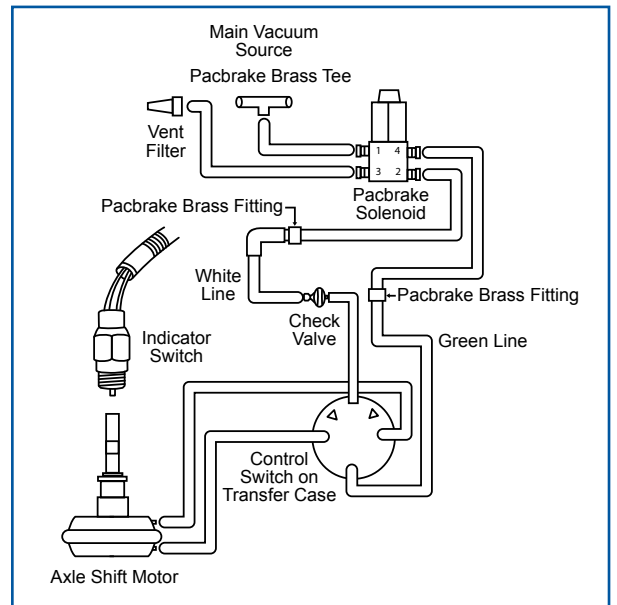 Main Vacuum
Source
Pacbrake Brass Tee
Vent
Filter
1 4
3 2
Pacbrake
Solenoid
Pacbrake Brass Fitting
White
Line
Check
Valve
Pacbrake Brass Fitting
Green Line
Indicator
Switch
Control
Switch on
Transfer Case
Axle Shift Motor